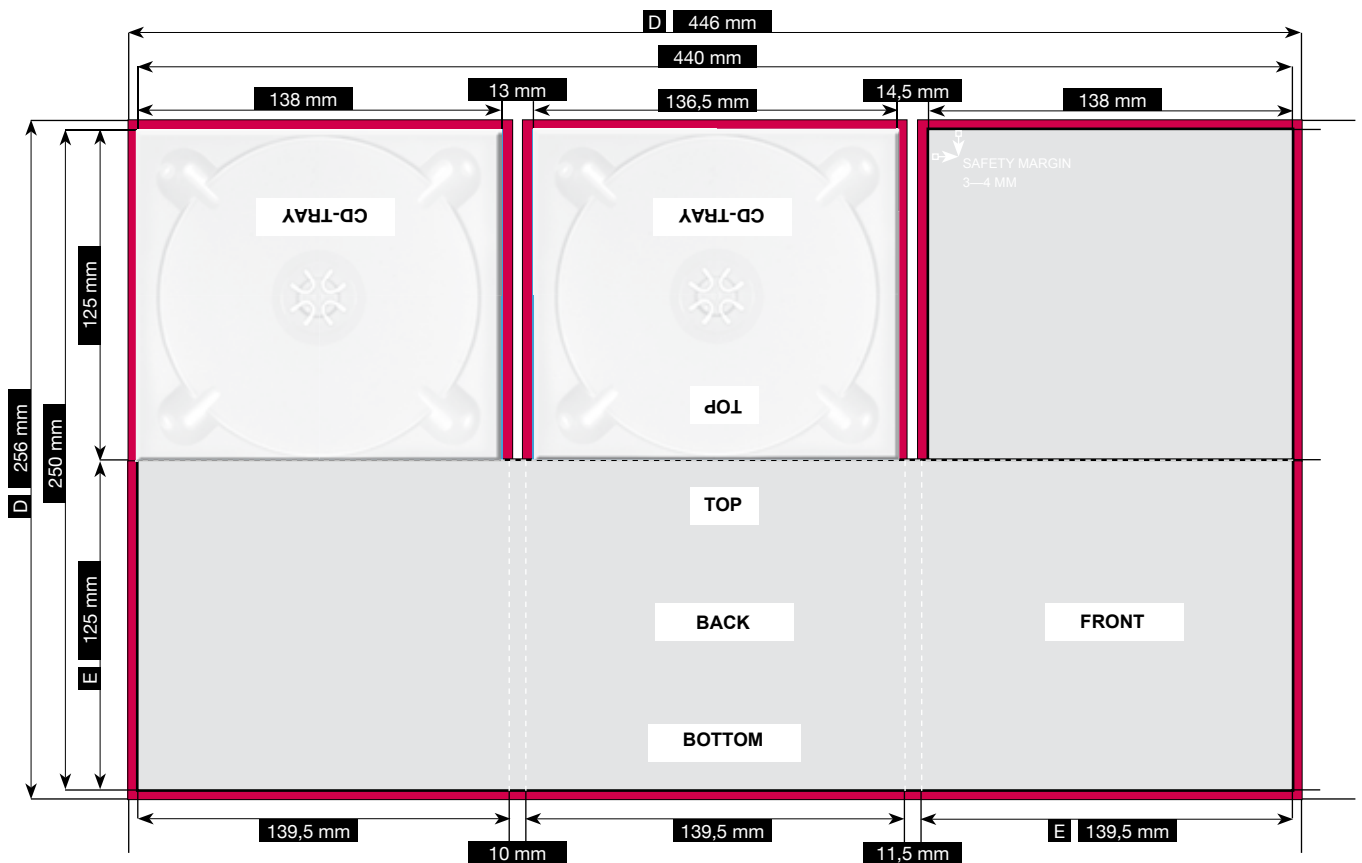 D 446 mm
440 mm
138 mm
13 mm
136,5 mm
14,5 mm
138 mm
SAFETY MARGIN
3—4 MM
CD-TRAY
CD-TRAY
125 mm
TOP
D 256 mm
250 mm
TOP
E 125 mm
BACK
FRONT
BOTTOM
139,5 mm
10 mm
139,5 mm
11,5 mm
E 139,5 mm